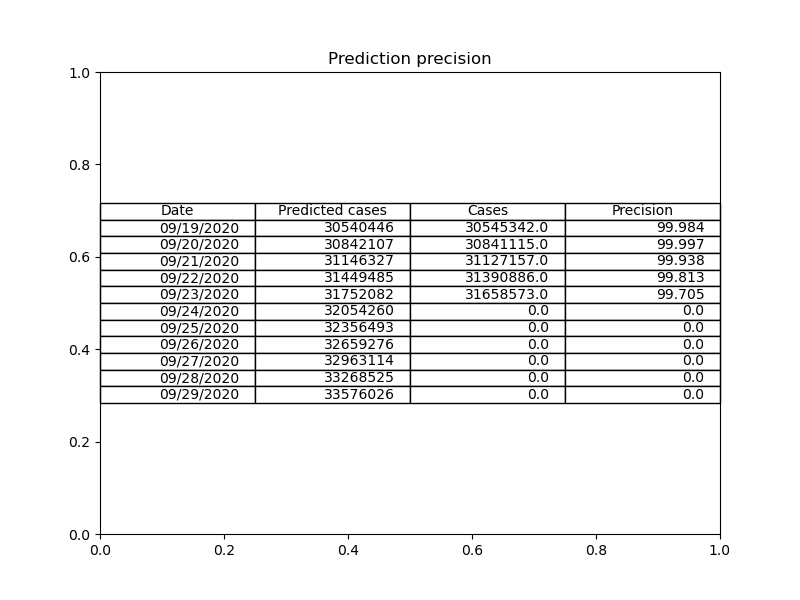 Prediction precision
1.0
0.8
Date Predicted cases Cases Precision
09/19/2020 30540446 30545342.0 99.984
09/20/2020 30842107 30841115.0 99.997
0.6
09/21/2020 31146327 31127157.0 99.938
09/22/2020 31449485 31390886.0 99.813
09/23/2020 31752082 31658573.0 99.705
09/24/2020 32054260 0.0 0.0
09/25/2020 32356493 0.0 0.0
09/26/2020 32659276 0.0 0.0
0.4
09/27/2020 32963114 0.0 0.0
09/28/2020 33268525 0.0 0.0
09/29/2020 33576026 0.0 0.0
0.2
0.0
0.0 0.2 0.4 0.6 0.8 1.0